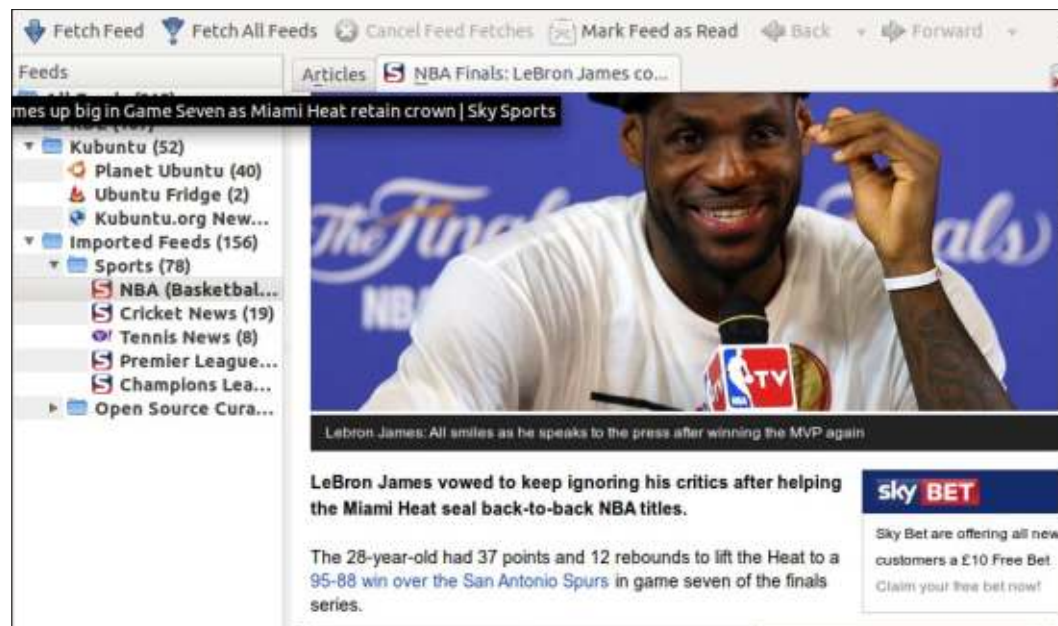 Fetch Feed Fetch All Feeds Cancel Feed Fetches Mark Feed as Read Back Forward
Feeds
Articles NBA Finals: LeBron James co...
mes up big in Game Seven as Miami Heat retain crown | Sky Sports
Kubuntu (52)
Planet Ubuntu (40)
Ubuntu Fridge (2)
Kubuntu.org New...
Imported Feeds (156)
Sports (78)
NBA (Basketbal...
Cricket News (19)
Tennis News (8)
Premier League...
Champions Lea...
Open Source Cura...
The Finals
NBA
als
TV
NBA
Lebron James: All smiles as he speaks to the press after winning the MVP again
LeBron James vowed to keep ignoring his critics after helping
the Miami Heat seal back-to-back NBA titles.
The 28-year-old had 37 points and 12 rebounds to lift the Heat to a
95-88 win over the San Antonio Spurs in game seven of the finals
series.
sky BET
Sky Bet are offering all new
customers a £10 Free Bet
Claim your free bet now!